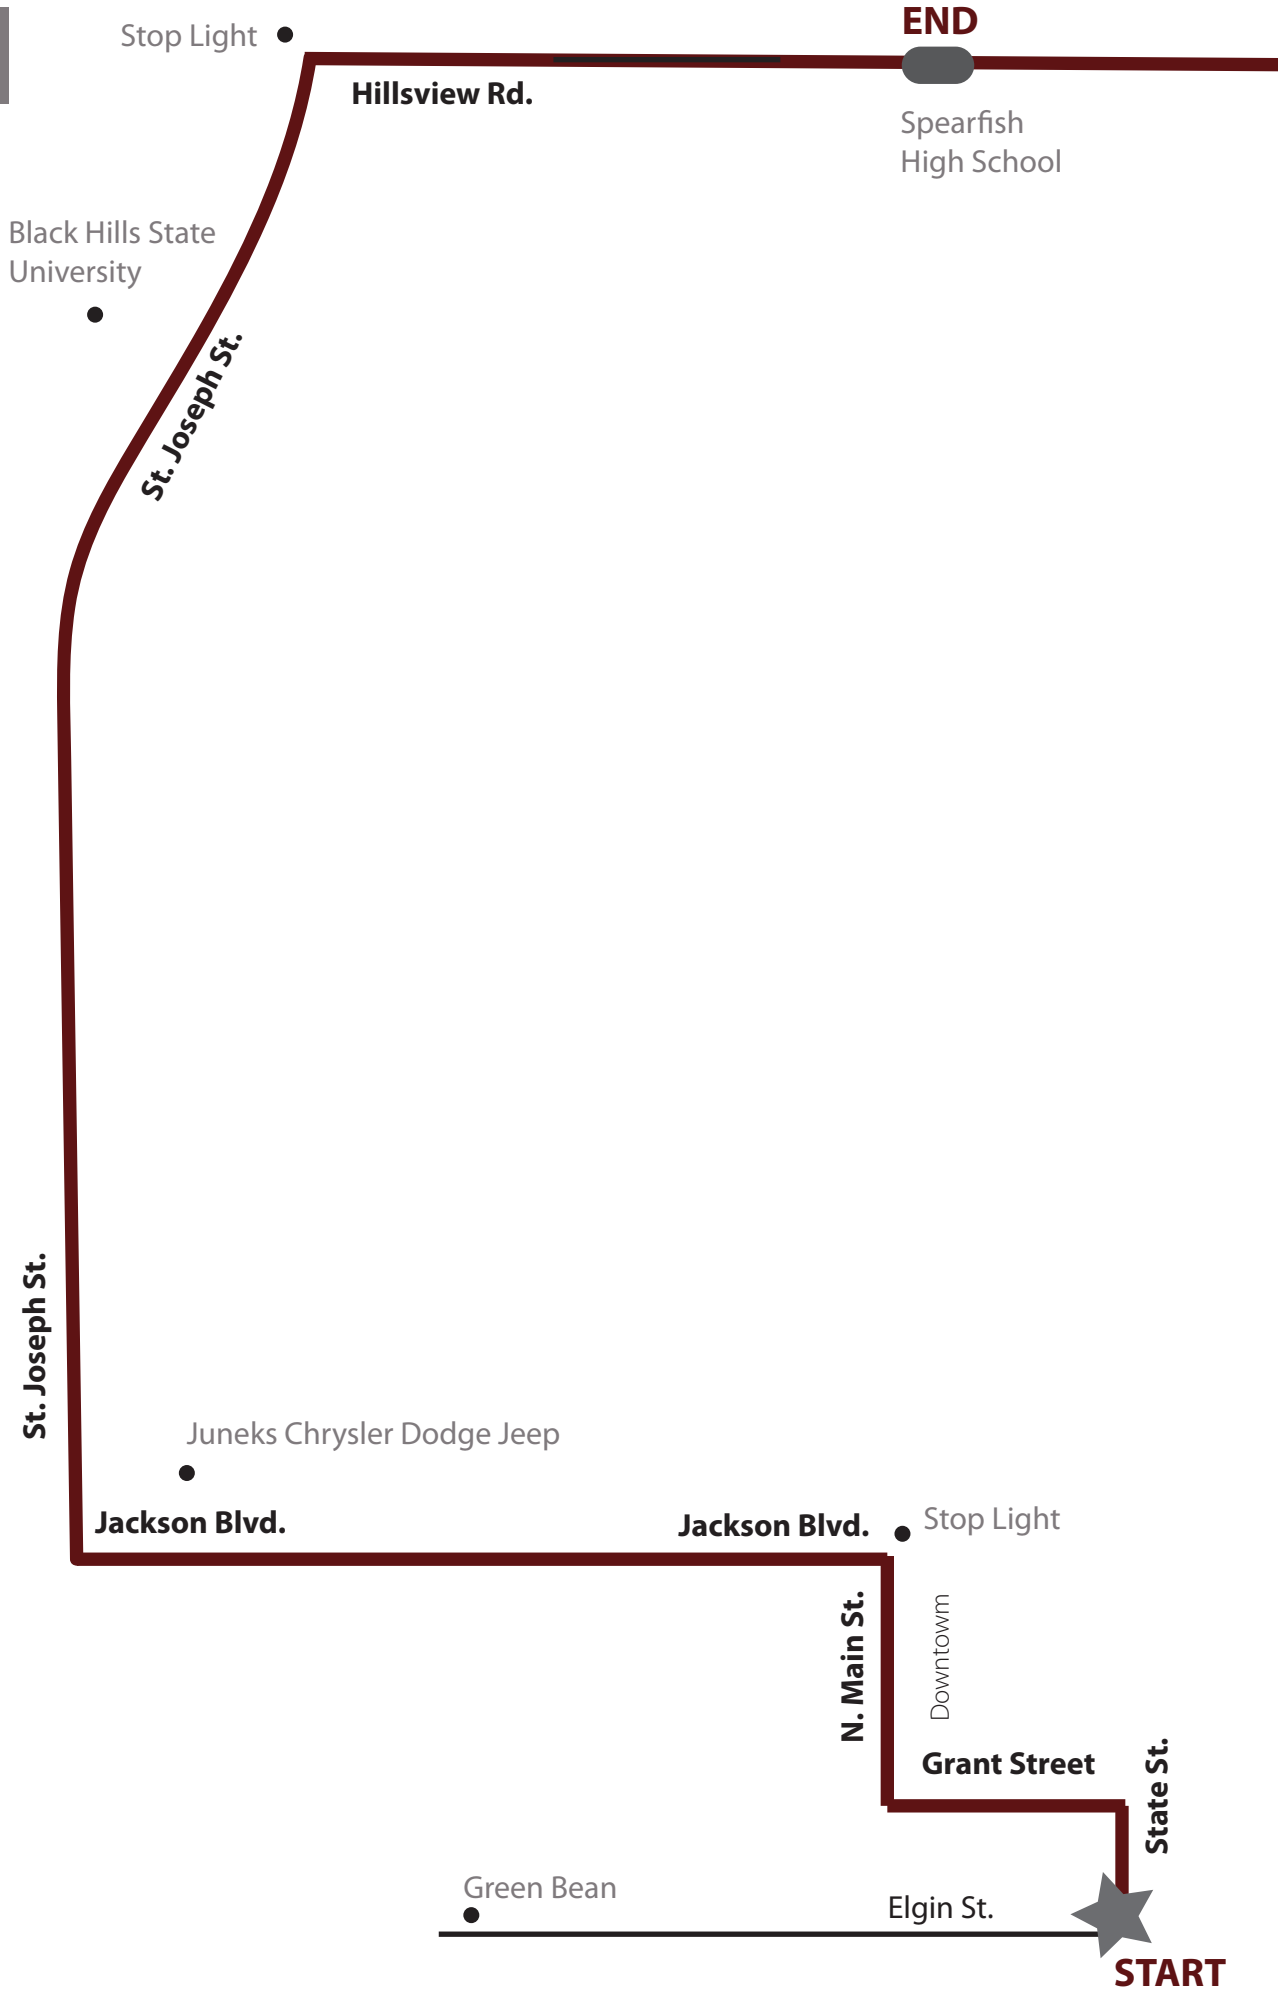 END
Stop Light
Hillsview Rd.
Spearfish
High School
Black Hills State
University
St. Joseph St.
St. Joseph St.
Juneks Chrysler Dodge Jeep
Jackson Blvd.
Jackson Blvd.
Stop Light
N. Main St.
Downtowm
Grant Street
State St.
Green Bean
Elgin St.
START